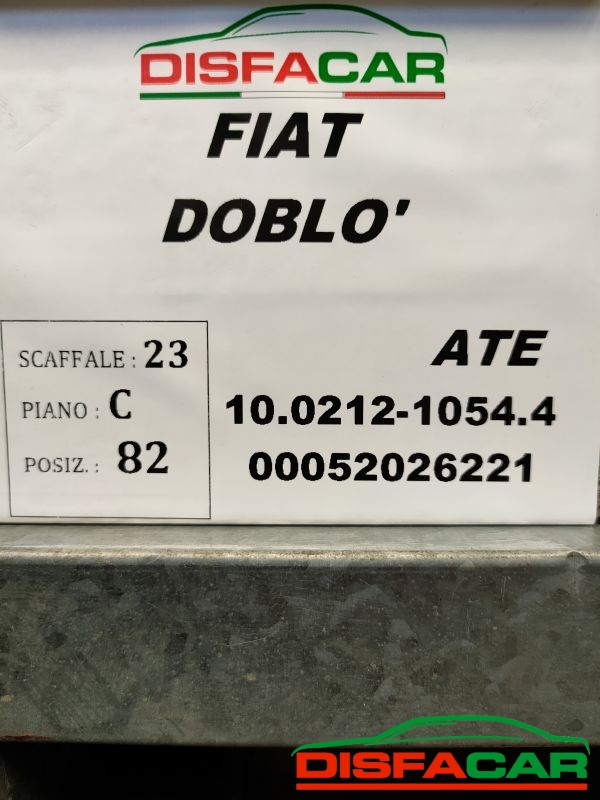 DISFACAR
FIAT
DOBLO'
SCAFFALE : 23
PIANO : C
POSIZ. : 82
ATE
10.0212-1054.4
00052026221
DISFACAR